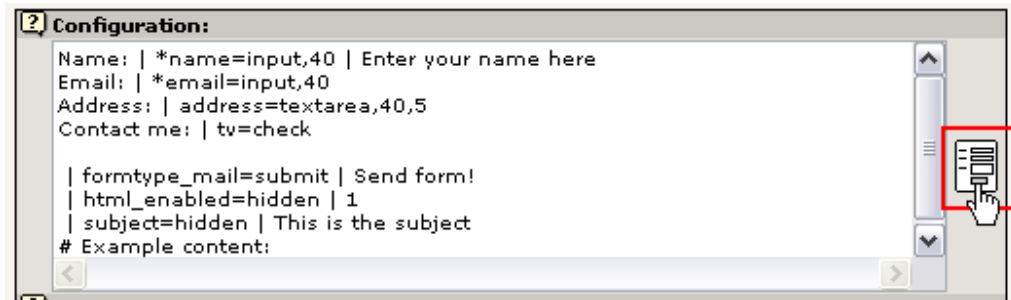 Configuration:
Name: | *name=input,40 | Enter your name here
Email: | *email=input,40
Address: | address=textarea,40,5
Contact me: | tv=check
| formtype_mail=submit | Send form!
| html_enabled=hidden | 1
| subject=hidden | This is the subject
# Example content: